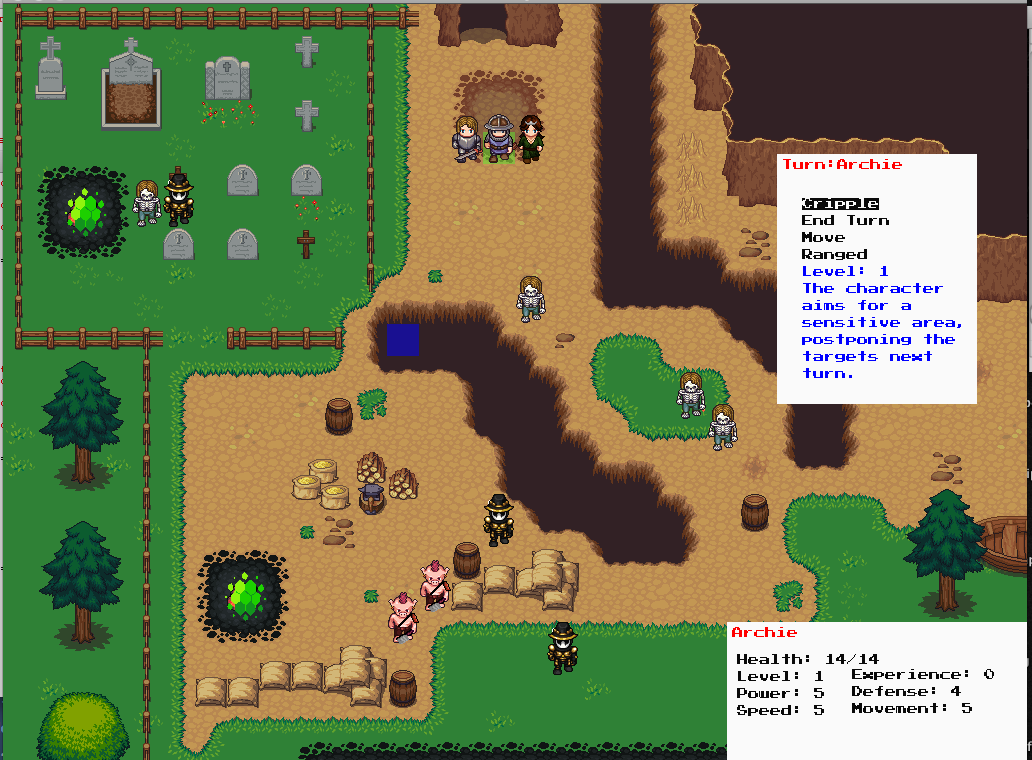 Turn:Archie
Cripple
End Turn
Move
Ranged
Level: 1
The character
aims for a
sensitive area,
postponing the
targets next
turn.
Archie
Health: 14/14
Level: 1 Experience: 0
Power: 5 Defense: 4
Speed: 5 Movement: 5